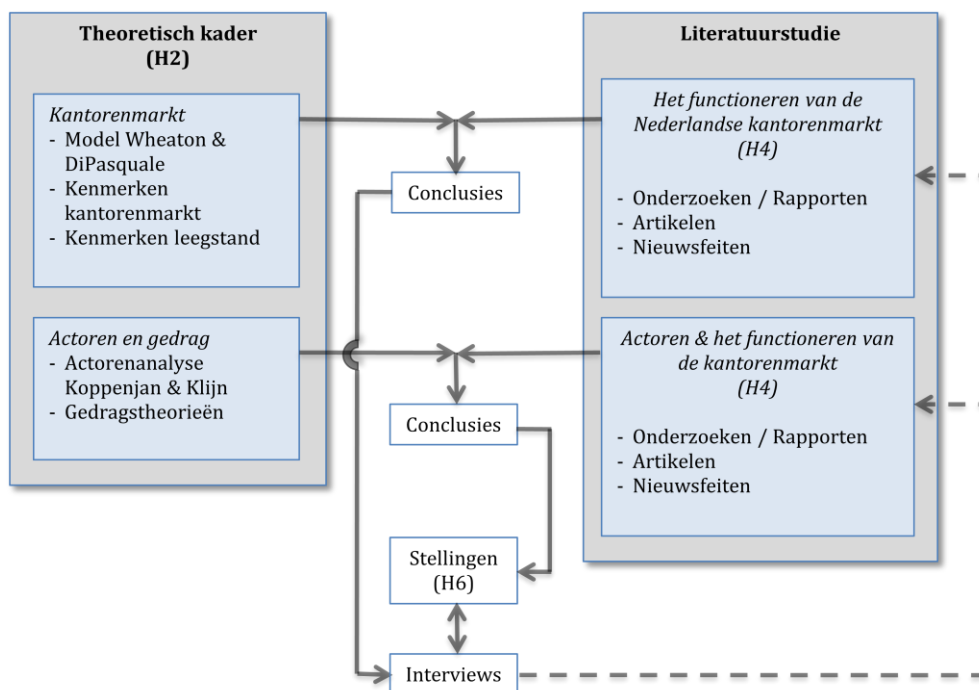 Theoretisch kader
(H2)
Kantorenmarkt
- Model Wheaton &
DiPasquale
- Kenmerken
kantorenmarkt
- Kenmerken leegstand
Actoren en gedrag
- Actorenanalyse
Koppenjan & Klijn
- Gedragstheorieën
Conclusies
Conclusies
Stellingen
(H6)
Interviews
Literatuurstudie
Het functioneren van de
Nederlandse kantorenmarkt
(H4)
- Onderzoeken / Rapporten
- Artikelen
- Nieuwsfeiten
Actoren & het functioneren van
de kantorenmarkt
(H4)
- Onderzoeken / Rapporten
- Artikelen
- Nieuwsfeiten